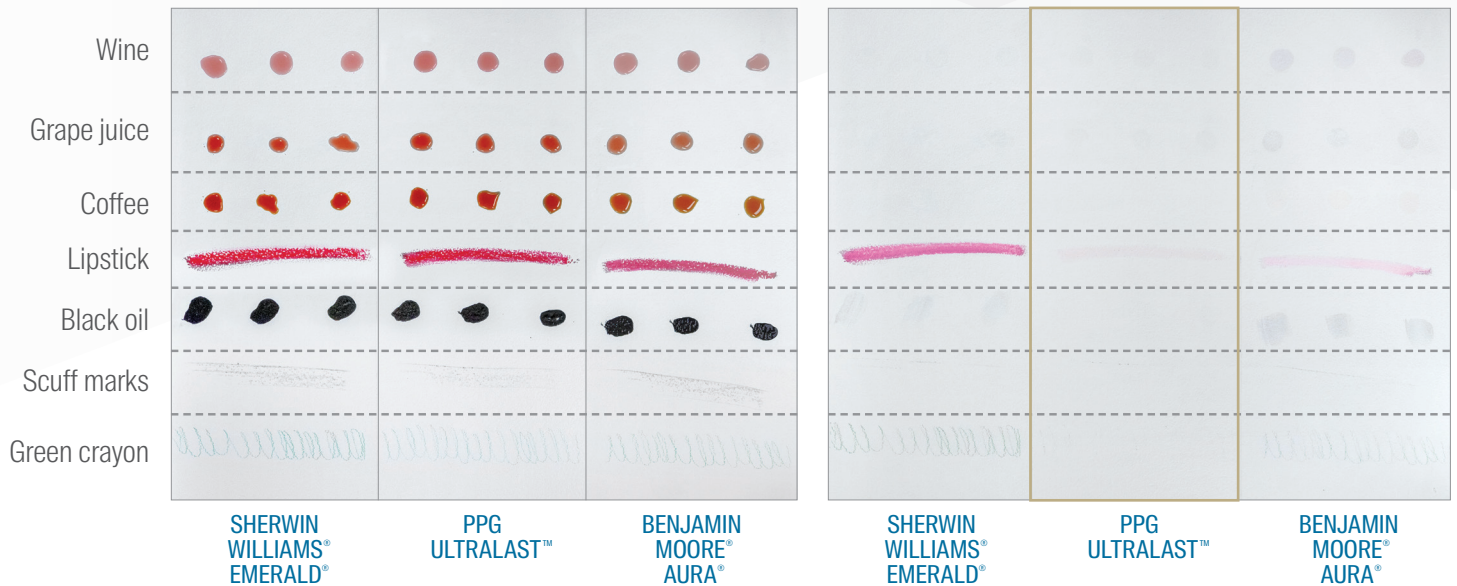 Wine
Grape juice
Coffee
Lipstick
Black oil
Scuff marks
Green crayon
SHERWIN
WILLIAMS®
EMERALD®
PPG
ULTRALAST™
BENJAMIN
MOORE®
AURA®
SHERWIN
WILLIAMS®
EMERALD®
PPG
ULTRALAST™
BENJAMIN
MOORE®
AURA®